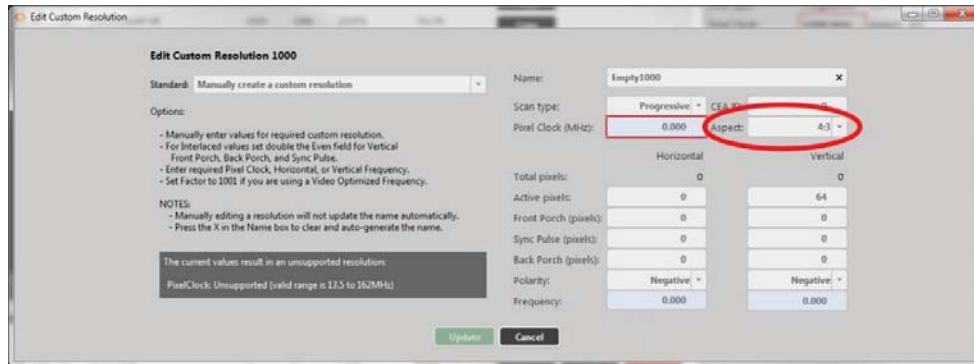 Edit Custom Resolution
Edit Custom Resolution 1000
Standard: Manually create a custom resolution
Options:
- Manually enter values for required custom resolution.
- For Interlaced values set double the Even field for Vertical
Front Porch, Back Porch, and Sync Pulse.
- Enter required Pixel Clock, Horizontal, or Vertical Frequency.
- Set Factor to 1001 if you are using a Video Optimized Frequency.
NOTES:
- Manually editing a resolution will not update the name automatically.
- Press the X in the Name box to clear and auto-generate the name.
The current values result in an unsupported resolution:
PixelClock: Unsupported (valid range is 13.5 to 162MHz)
Name: Empty1000 x
Scan type: Progressive CEA ID: 0
Pixel Clock (MHz): 0.000 Aspect: 4:3
Horizontal Vertical
Total pixels: 0 0
Active pixels: 0 64
Front Porch (pixels): 0 0
Sync Pulse (pixels): 0 0
Back Porch (pixels): 0 0
Polarity: Negative Negative
Frequency: 0.000 0.000
Update Cancel